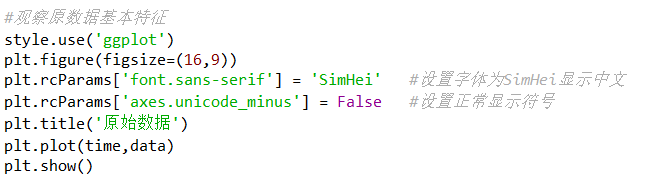 #观察原数据基本特征
style.use('ggplot')
plt.figure(figsize=(16,9))
plt.rcParams['font.sans-serif'] = 'SimHei'   #设置字体为SimHei显示中文
plt.rcParams['axes.unicode_minus'] = False   #设置正常显示符号
plt.title('原始数据')
plt.plot(time,data)
plt.show()